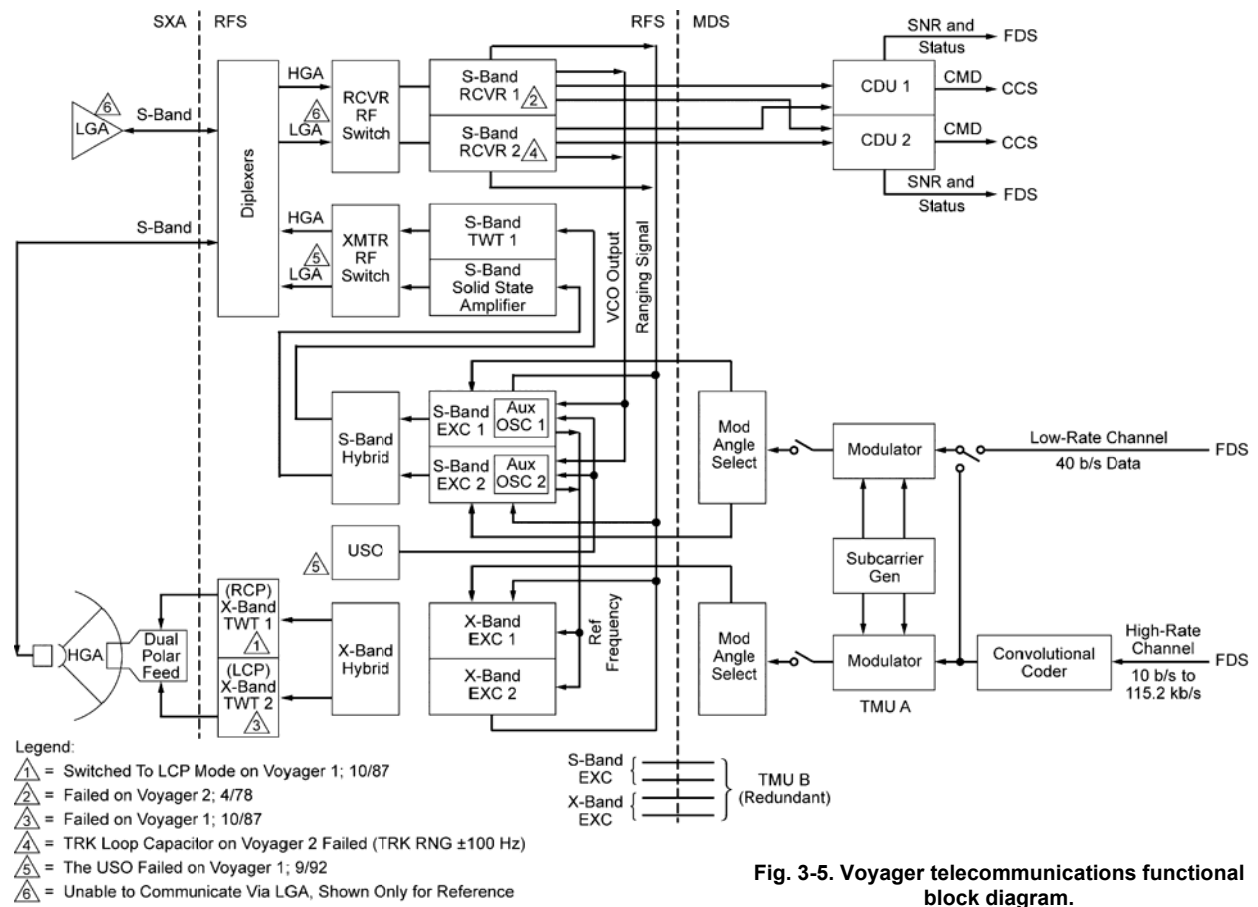 SXA
RFS
RFS
MDS
6
LGA
S-Band
S-Band
Diplexers
HGA
6
LGA
RCVR
RF
Switch
S-Band
RCVR 1
2
S-Band
RCVR 2
4
HGA
5
LGA
XMTR
RF
Switch
S-Band
TWT 1
S-Band
Solid State
Amplifier
VCO Output
Ranging Signal
CDU 1
CDU 2
SNR and
Status
FDS
CMD
CCS
CMD
CCS
SNR and
Status
FDS
S-Band
Hybrid
S-Band
EXC 1
Aux
OSC 1
S-Band
EXC 2
Aux
OSC 2
Mod
Angle
Select
Modulator
Low-Rate Channel
40 b/s Data
FDS
5
USO
Subcarrier
Gen
HGA
Dual
Polar
Feed
(RCP)
X-Band
TWT 1
1
(LCP)
X-Band
TWT 2
3
X-Band
Hybrid
X-Band
EXC 1
X-Band
EXC 2
Ref
Frequency
Mod
Angle
Select
Modulator
TMU A
Convolutional
Coder
High-Rate
Channel
10 b/s to
115.2 kb/s
FDS
S-Band
EXC
X-Band
EXC
TMU B
(Redundant)
Legend:
1 = Switched To LCP Mode on Voyager 1; 10/87
2 = Failed on Voyager 2; 4/78
3 = Failed on Voyager 1; 10/87
4 = TRK Loop Capacitor on Voyager 2 Failed (TRK RNG ±100 Hz)
5 = The USO Failed on Voyager 1; 9/92
6 = Unable to Communicate Via LGA, Shown Only for Reference
Fig. 3-5. Voyager telecommunications functional
block diagram.